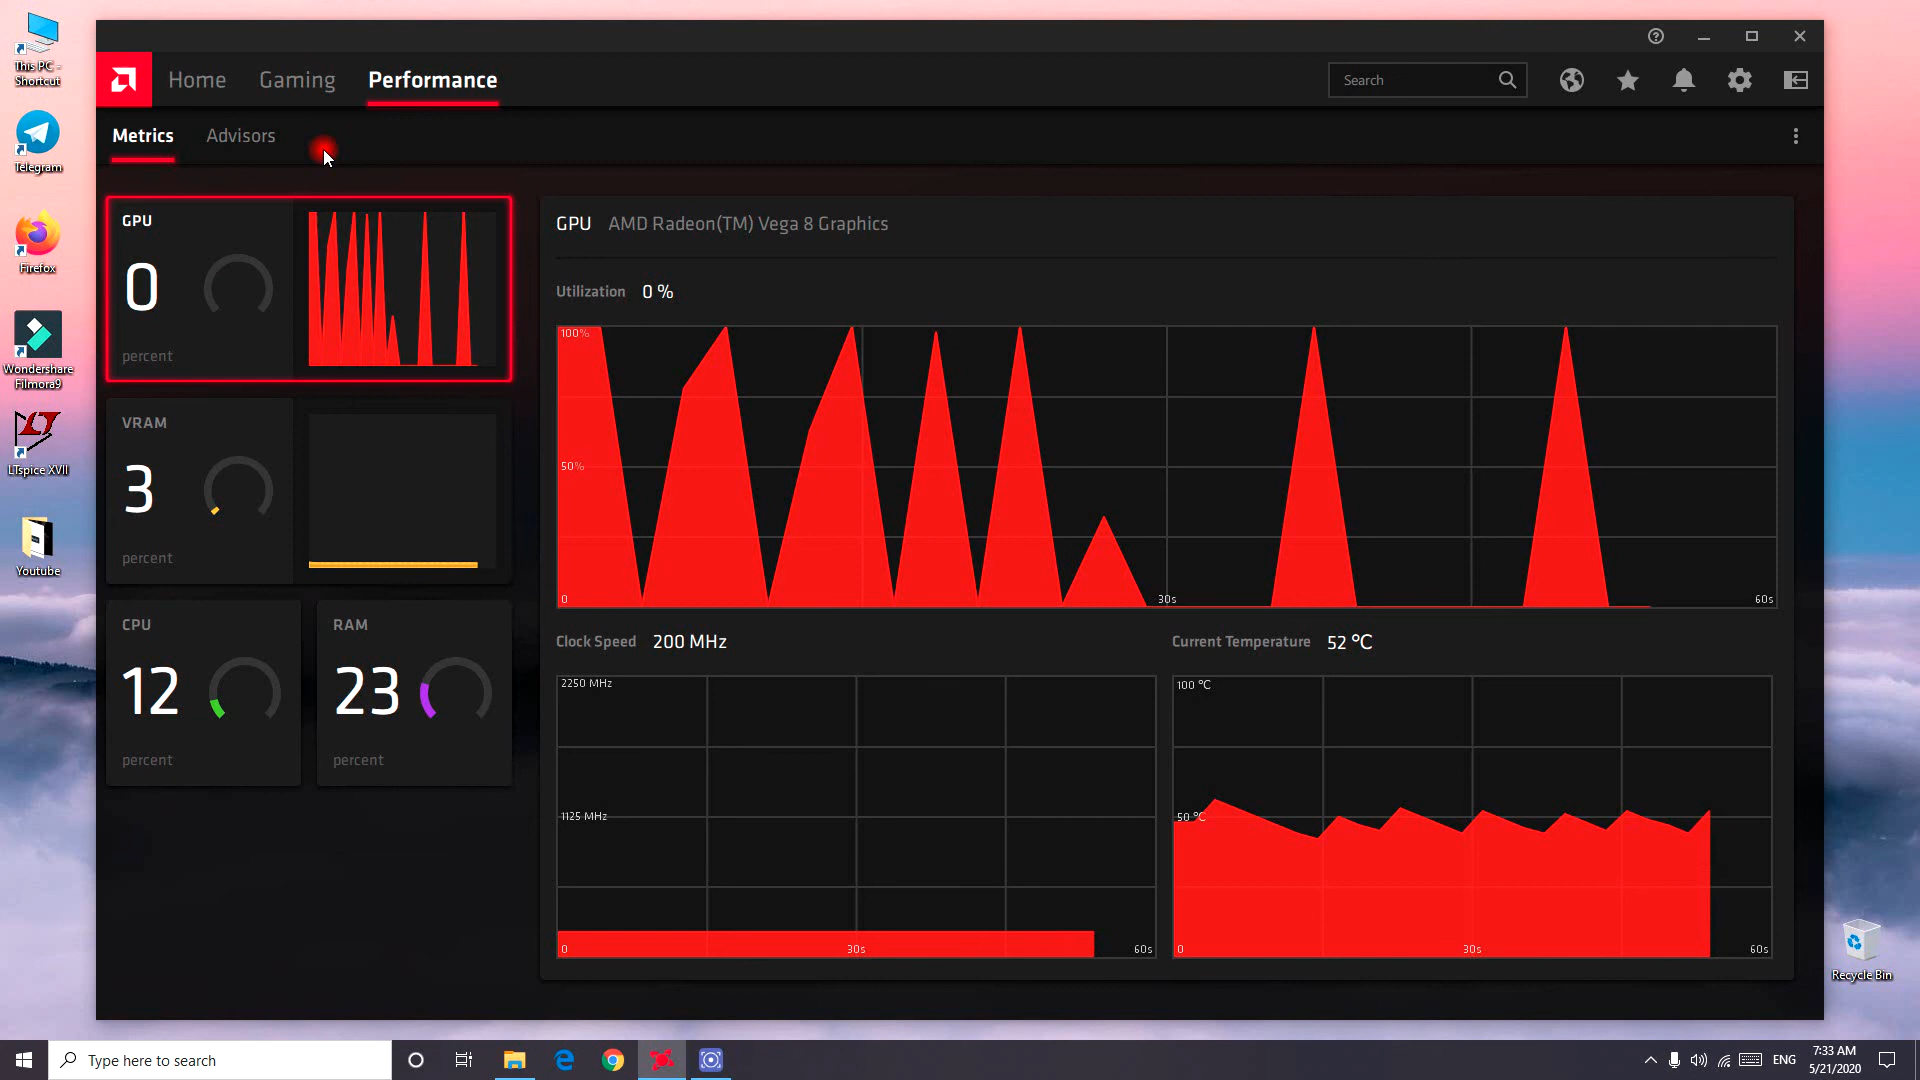 This PC -
Shortcut
Telegram
Firefox
Wondershare
Filmora9
LTspice XVII
Youtube
Home
Gaming
Performance
Search
Metrics
Advisors
GPU
0
percent
VRAM
3
percent
CPU
12
percent
RAM
23
percent
GPU AMD Radeon(TM) Vega 8 Graphics
Utilization 0 %
100%
50%
0
30s
60s
Clock Speed 200 MHz
2250 MHz
1125 MHz
0
30s
60s
Current Temperature 52 °C
100 °C
50 °C
0
30s
60s
Recycle Bin
Type here to search
ENG
7:33 AM
5/21/2020